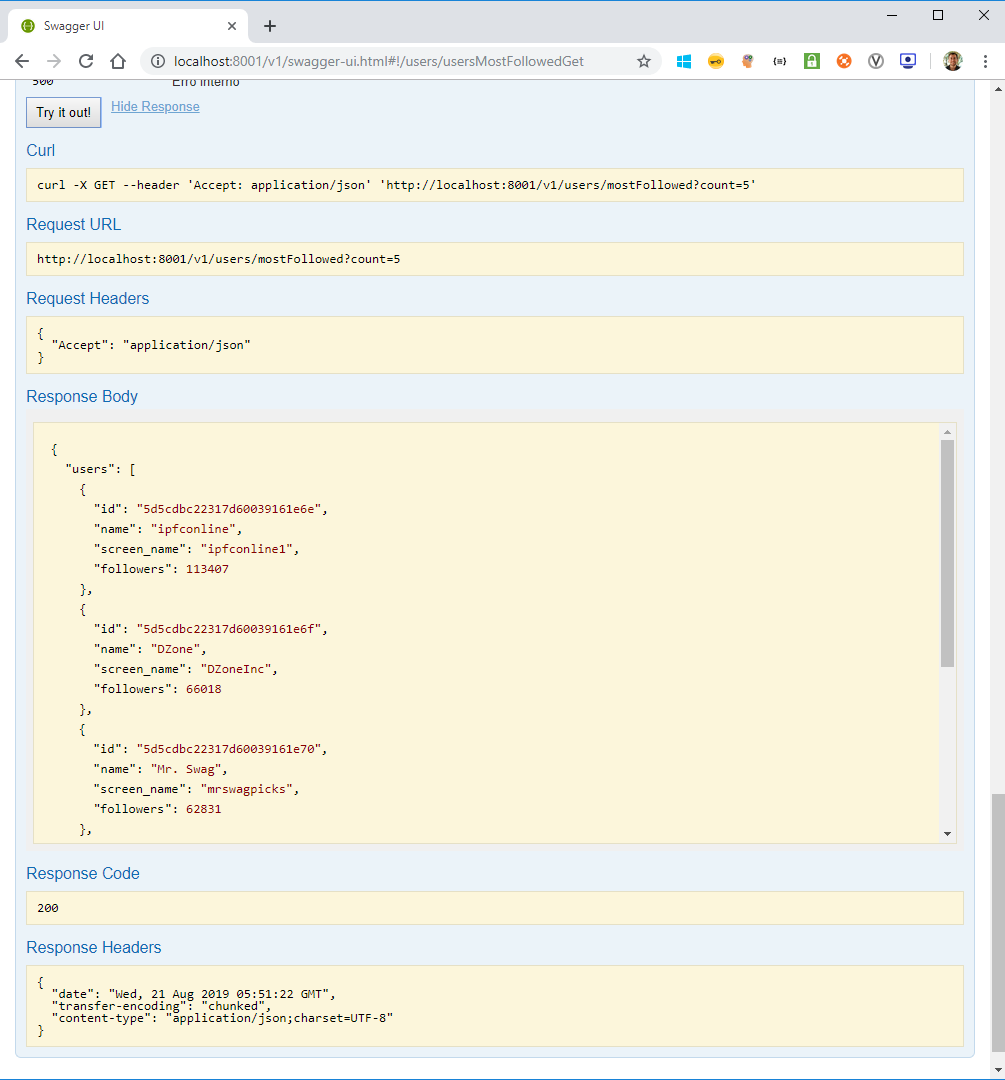 Swagger UI
localhost:8001/v1/swagger-ui.html#!/users/usersMostFollowedGet
500 Erro interno
Try it out! Hide Response
Curl
curl -X GET --header 'Accept: application/json' 'http://localhost:8001/v1/users/mostFollowed?count=5'
Request URL
http://localhost:8001/v1/users/mostFollowed?count=5
Request Headers
{
"Accept": "application/json"
}
Response Body
{
"users": [
{
"id": "5d5cdbc22317d60039161e6e",
"name": "ipfconline",
"screen_name": "ipfconline1",
"followers": 113407
},
{
"id": "5d5cdbc22317d60039161e6f",
"name": "DZone",
"screen_name": "DZoneInc",
"followers": 66018
},
{
"id": "5d5cdbc22317d60039161e70",
"name": "Mr. Swag",
"screen_name": "mrswagpicks",
"followers": 62831
},
Response Code
200
Response Headers
{
"date": "Wed, 21 Aug 2019 05:51:22 GMT",
"transfer-encoding": "chunked",
"content-type": "application/json;charset=UTF-8"
}